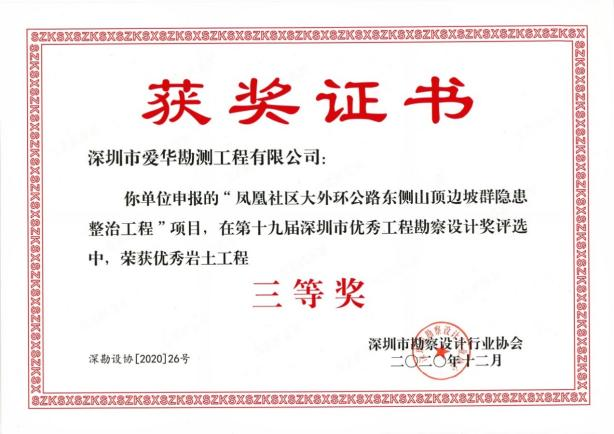 获奖证书
深圳市爱华勘测工程有限公司：
你单位申报的“凤凰社区大外环公路东侧山顶边坡群隐患
整治工程”项目，在第十九届深圳市优秀工程勘察设计奖评选
中，荣获优秀岩土工程
三等奖
深圳市勘察设计行业协会
深勘设协[2020]26号
二〇二〇年十二月